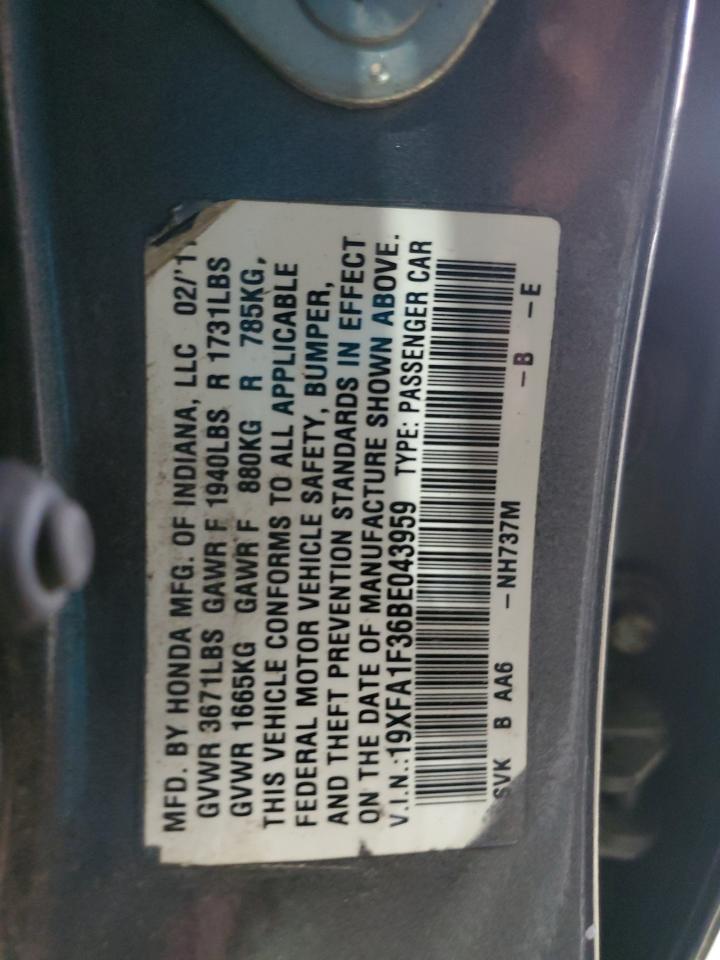 MFD. BY HONDA MFG. OF INDIANA, LLC 02/'11
GVWR 3671LBS GAWR F 1940LBS R 1731LBS
GVWR 1665KG GAWR F 880KG R 785KG,
THIS VEHICLE CONFORMS TO ALL APPLICABLE
FEDERAL MOTOR VEHICLE SAFETY, BUMPER,
AND THEFT PREVENTION STANDARDS IN EFFECT
ON THE DATE OF MANUFACTURE SHOWN ABOVE.
V.I.N.:19XFA1F36BE043959 TYPE: PASSENGER CAR
SVK B AA6 -NH737M -B -E